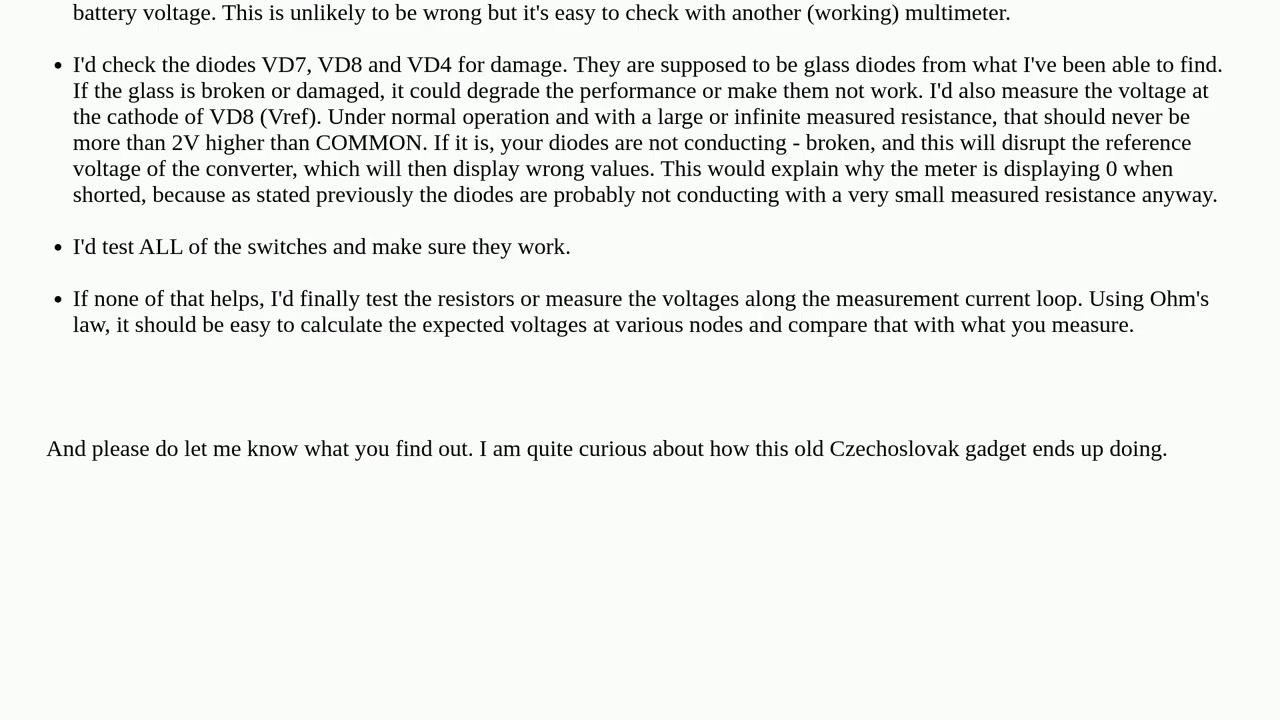 battery voltage. This is unlikely to be wrong but it's easy to check with another (working) multimeter.
• I'd check the diodes VD7, VD8 and VD4 for damage. They are supposed to be glass diodes from what I've been able to find.
If the glass is broken or damaged, it could degrade the performance or make them not work. I'd also measure the voltage at
the cathode of VD8 (Vref). Under normal operation and with a large or infinite measured resistance, that should never be
more than 2V higher than COMMON. If it is, your diodes are not conducting - broken, and this will disrupt the reference
voltage of the converter, which will then display wrong values. This would explain why the meter is displaying 0 when
shorted, because as stated previously the diodes are probably not conducting with a very small measured resistance anyway.
• I'd test ALL of the switches and make sure they work.
• If none of that helps, I'd finally test the resistors or measure the voltages along the measurement current loop. Using Ohm's
law, it should be easy to calculate the expected voltages at various nodes and compare that with what you measure.
And please do let me know what you find out. I am quite curious about how this old Czechoslovak gadget ends up doing.